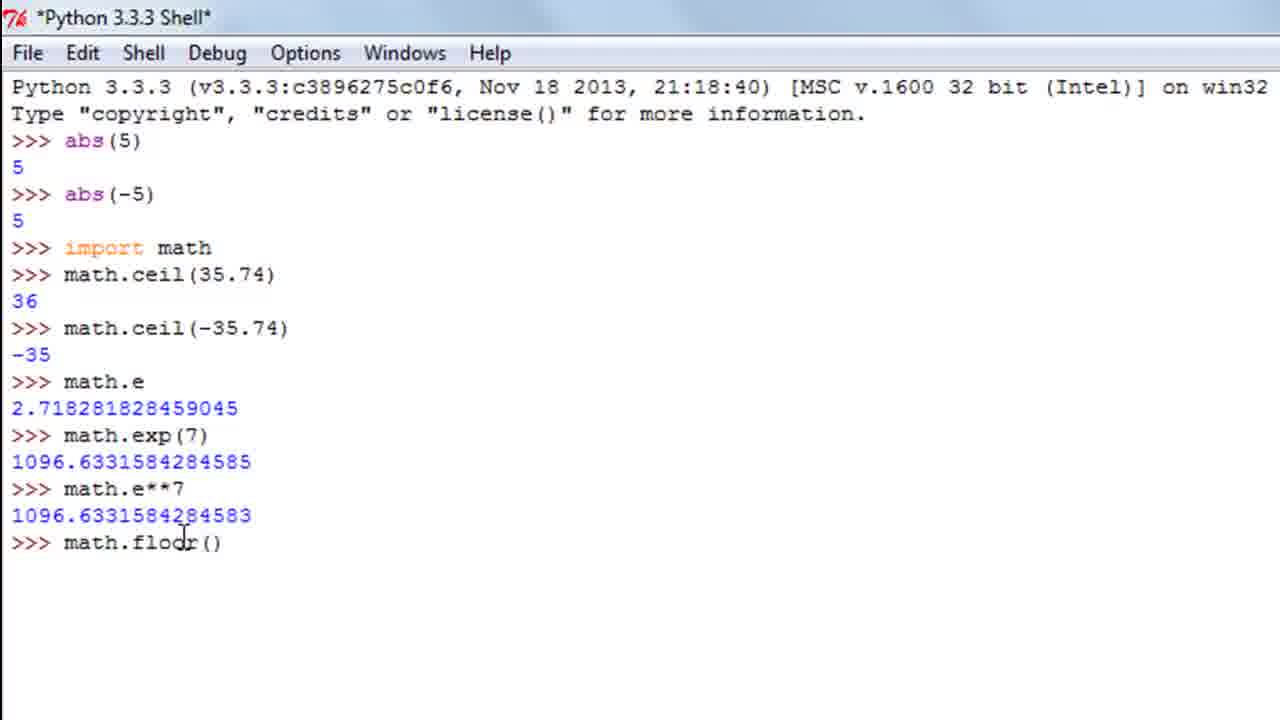 *Python 3.3.3 Shell*
File Edit Shell Debug Options Windows Help
Python 3.3.3 (v3.3.3:c3896275c0f6, Nov 18 2013, 21:18:40) [MSC v.1600 32 bit (Intel)] on win32
Type "copyright", "credits" or "license()" for more information.
>>> abs(5)
5
>>> abs(-5)
5
>>> import math
>>> math.ceil(35.74)
36
>>> math.ceil(-35.74)
-35
>>> math.e
2.718281828459045
>>> math.exp(7)
1096.6331584284585
>>> math.e**7
1096.6331584284583
>>> math.floor()